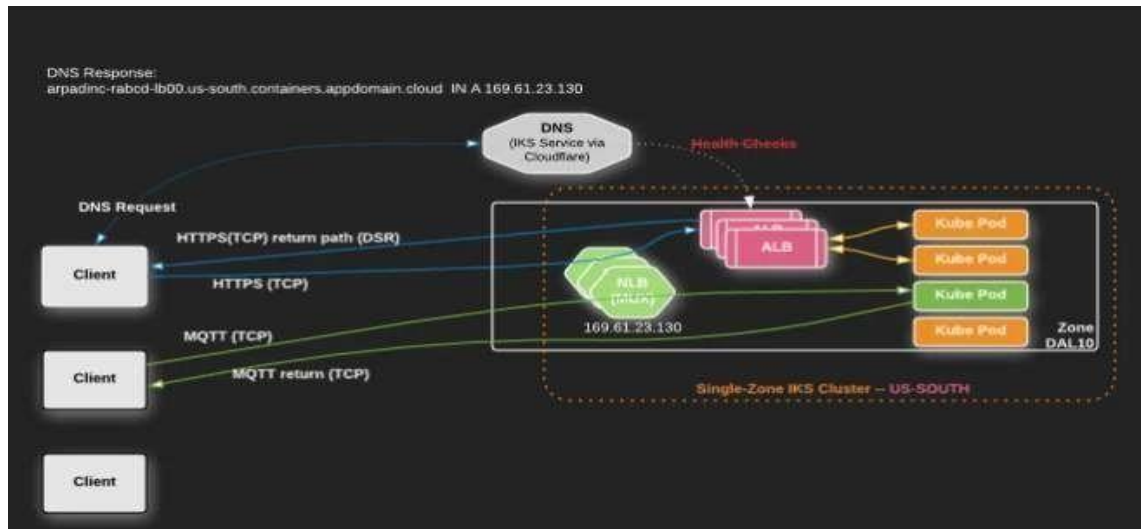 DNS Response:
arpadinc-rabcd-lb00.us-south.containers.appdomain.cloud IN A 169.61.23.130
DNS
(IKS Service via
Cloudflare)
Health Checks
DNS Request
HTTPS(TCP) return path (DSR)
Client
HTTPS (TCP)
ALB
ALB
Kube Pod
Kube Pod
NLB
(MUX)
Kube Pod
169.61.23.130
MQTT (TCP)
Kube Pod
Zone
DAL10
Client
MQTT return (TCP)
Single-Zone IKS Cluster -- US-SOUTH
Client